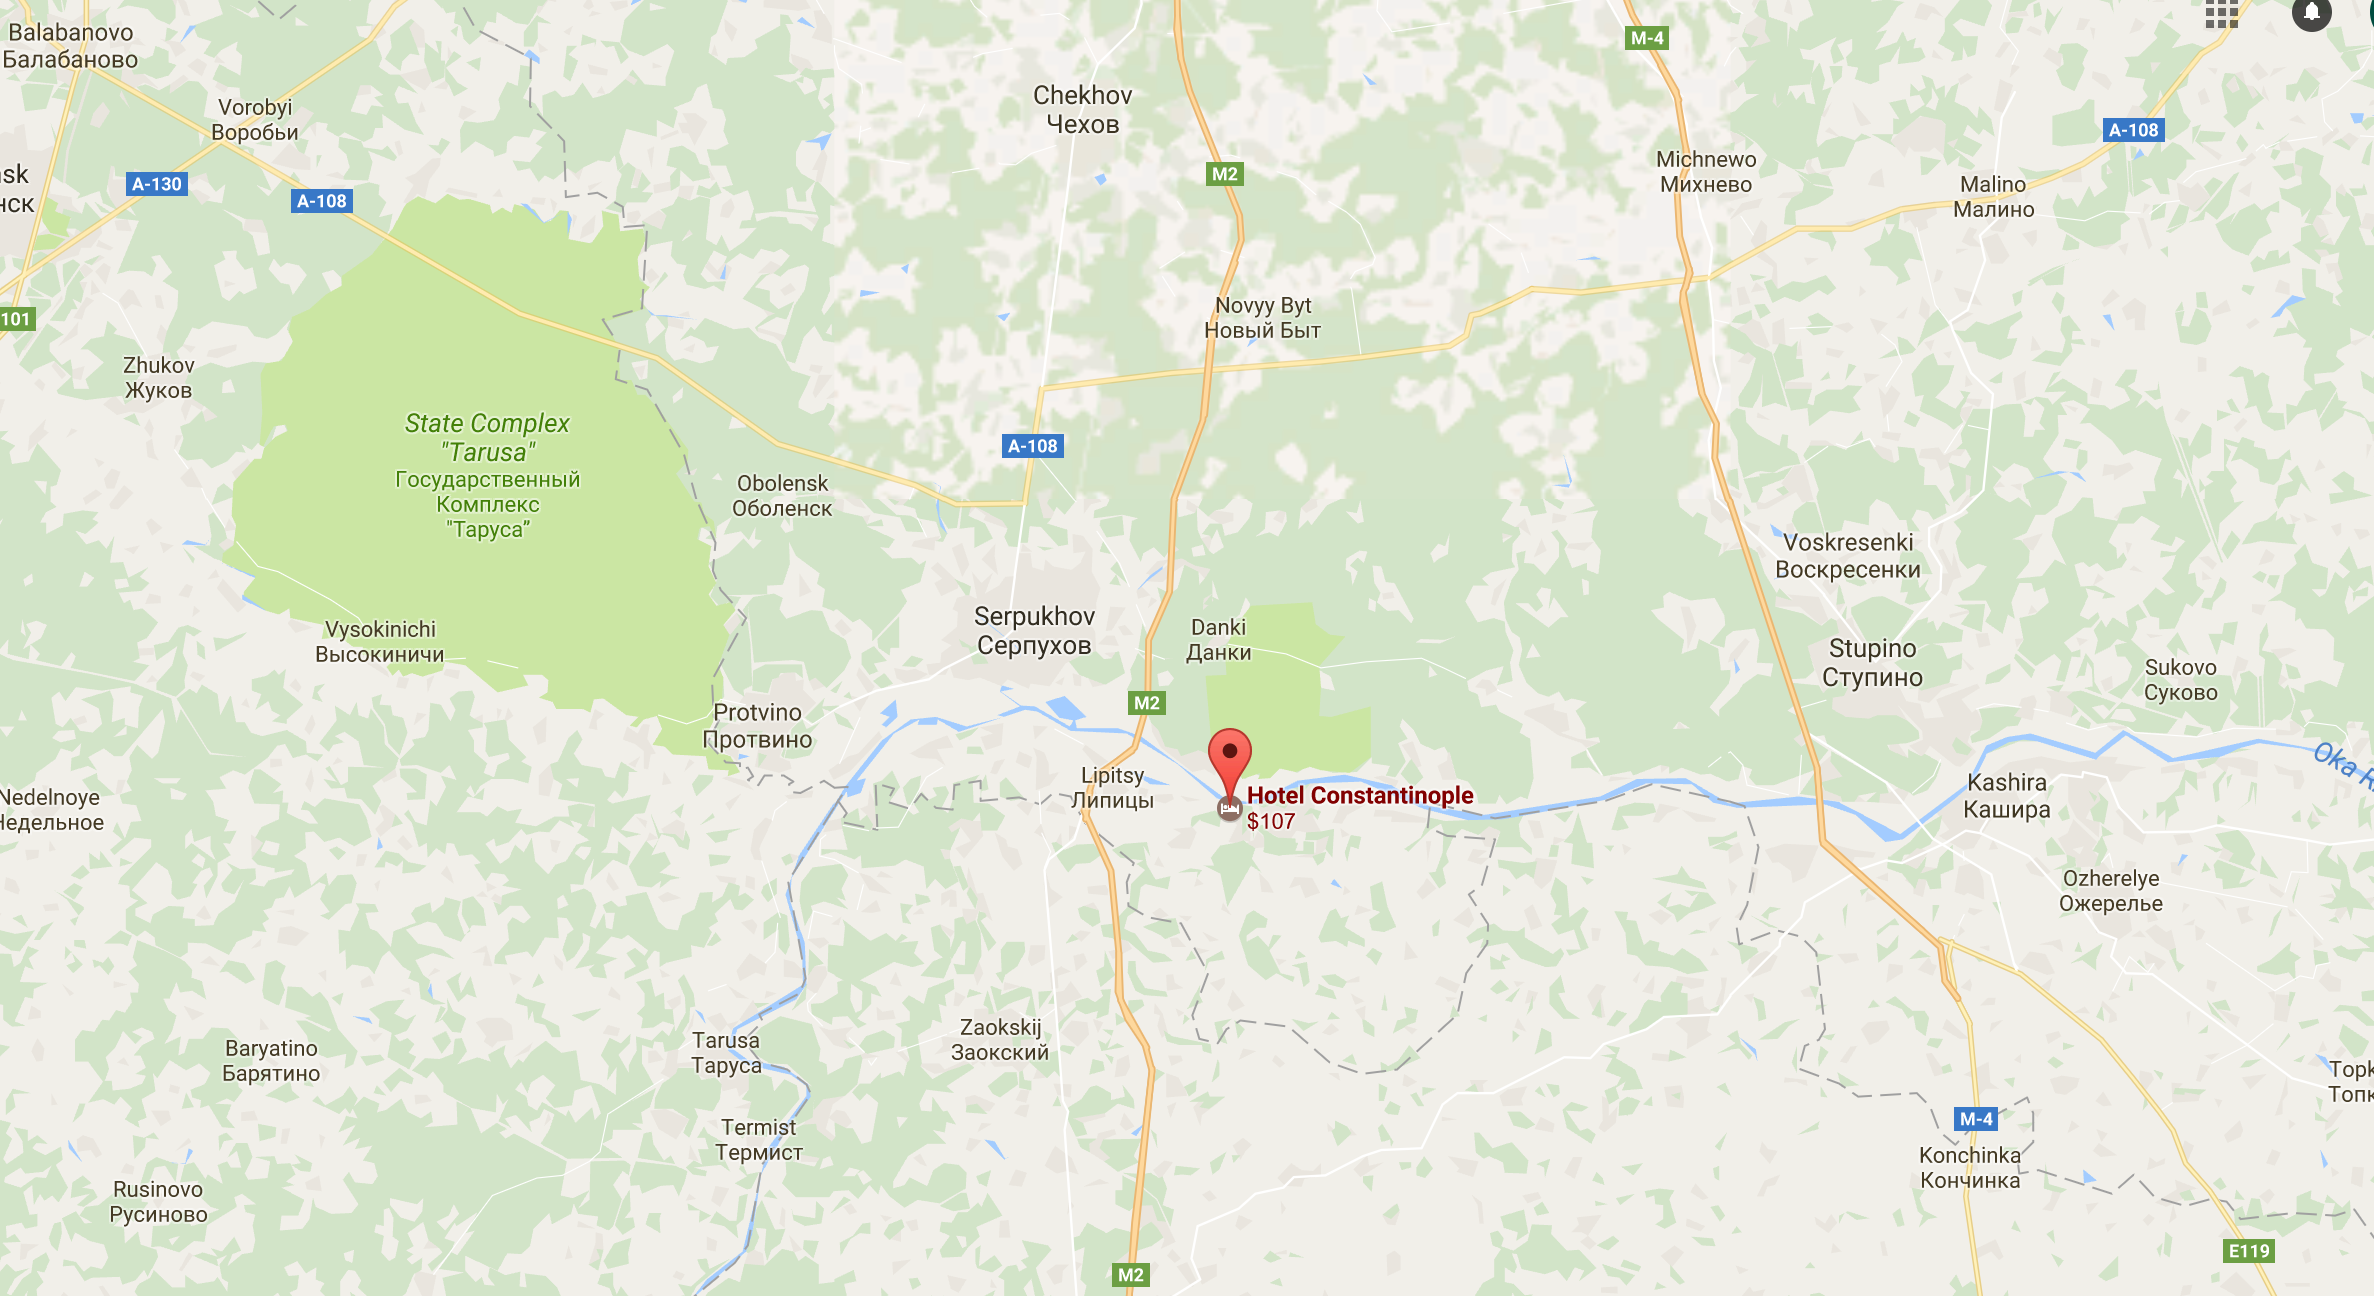 Balabanovo
Балабаново
M-4
Chekhov
Чехов
Vorobyi
Воробьи
A-108
M2
Michnewo
Михнево
A-130
A-108
Malino
Малино
101
Novyy Byt
Новый Быт
Zhukov
Жуков
State Complex
"Tarusa"
Государственный
Комплекс
"Таруса"
A-108
Obolensk
Оболенск
Voskresenki
Воскресенки
Serpukhov
Серпухов
Danki
Данки
Vysokinichi
Высокиничи
Stupino
Ступино
Sukovo
Суково
M2
Protvino
Протвино
Oka
Lipitsy
Липицы
Hotel Constantinople
$107
Kashira
Кашира
Nedelnoye
Недельное
Ozherelye
Ожерелье
Zaokskij
Заокский
Tarusa
Таруса
Baryatino
Барятино
M-4
Termist
Термист
Konchinka
Кончинка
Rusinovo
Русиново
E119
M2